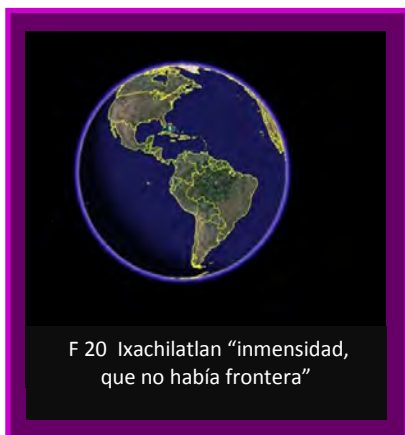 F 20 Ixachilatlan “inmensidad,
que no había frontera”